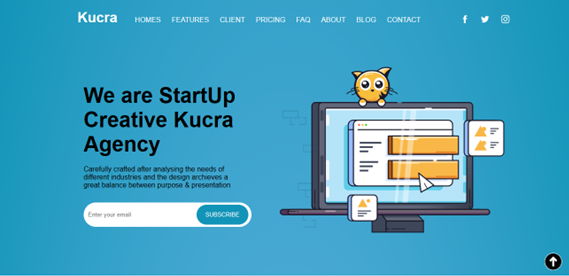 Kucra HOMES FEATURES CLIENT PRICING FAQ ABOUT BLOG CONTACT
We are StartUp
Creative Kucra
Agency
Carefully crafted after analysing the needs of
different industries and the design archieves a
great balance between purpose & presentation
Enter your email SUBSCRIBE